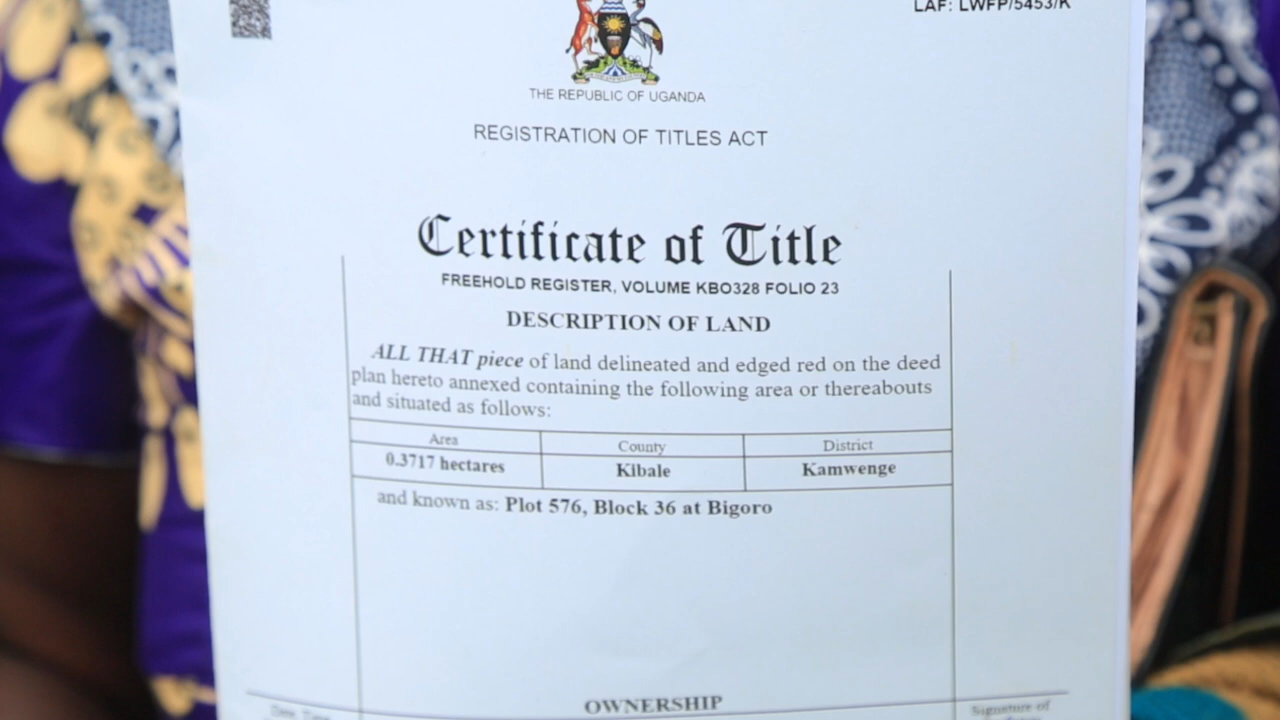 LAF: LWFP/5453/K
THE REPUBLIC OF UGANDA
REGISTRATION OF TITLES ACT
Certificate of Title
FREEHOLD REGISTER, VOLUME KBO328 FOLIO 23
DESCRIPTION OF LAND
ALL THAT piece of land delineated and edged red on the deed
plan hereto annexed containing the following area or thereabouts
and situated as follows:
Area County District
0.3717 hectares Kibale Kamwenge
and known as: Plot 576, Block 36 at Bigoro
OWNERSHIP
Signature of